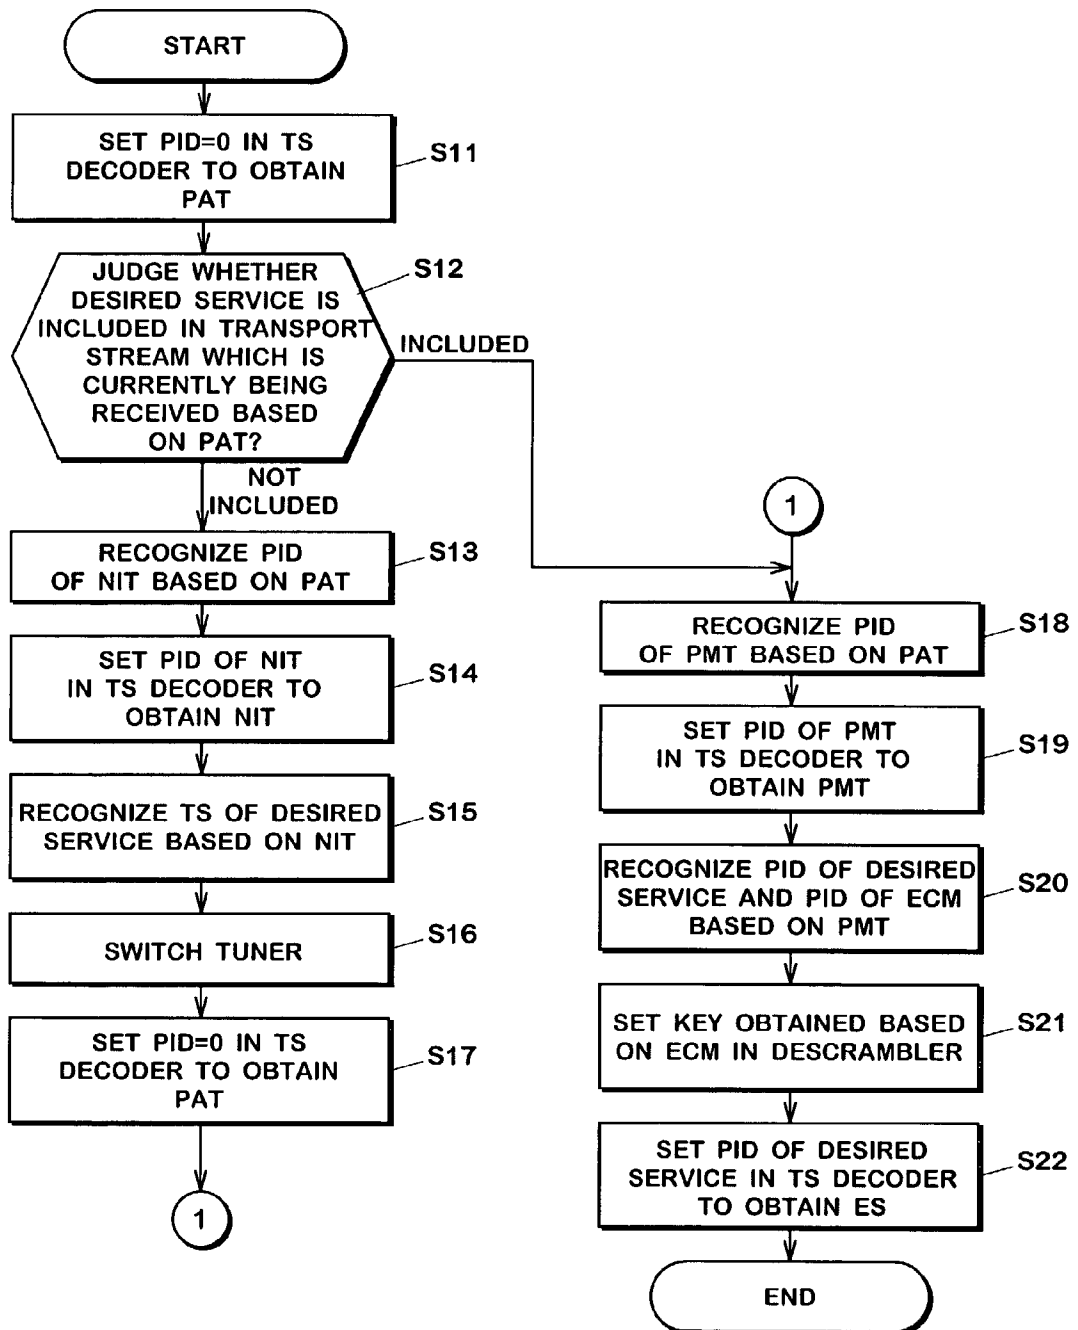 START
SET PID=0 IN TS
DECODER TO OBTAIN
PAT
S11
JUDGE WHETHER
DESIRED SERVICE IS
INCLUDED IN TRANSPORT
STREAM WHICH IS
CURRENTLY BEING
RECEIVED BASED
ON PAT?
S12
INCLUDED
NOT
INCLUDED
RECOGNIZE PID
OF NIT BASED ON PAT
S13
SET PID OF NIT
IN TS DECODER TO
OBTAIN NIT
S14
RECOGNIZE TS OF DESIRED
SERVICE BASED ON NIT
S15
SWITCH TUNER
S16
SET PID=0 IN TS
DECODER TO OBTAIN
PAT
S17
1
1
RECOGNIZE PID
OF PMT BASED ON PAT
S18
SET PID OF PMT
IN TS DECODER TO
OBTAIN PMT
S19
RECOGNIZE PID OF DESIRED
SERVICE AND PID OF ECM
BASED ON PMT
S20
SET KEY OBTAINED BASED
ON ECM IN DESCRAMBLER
S21
SET PID OF DESIRED
SERVICE IN TS DECODER
TO OBTAIN ES
S22
END